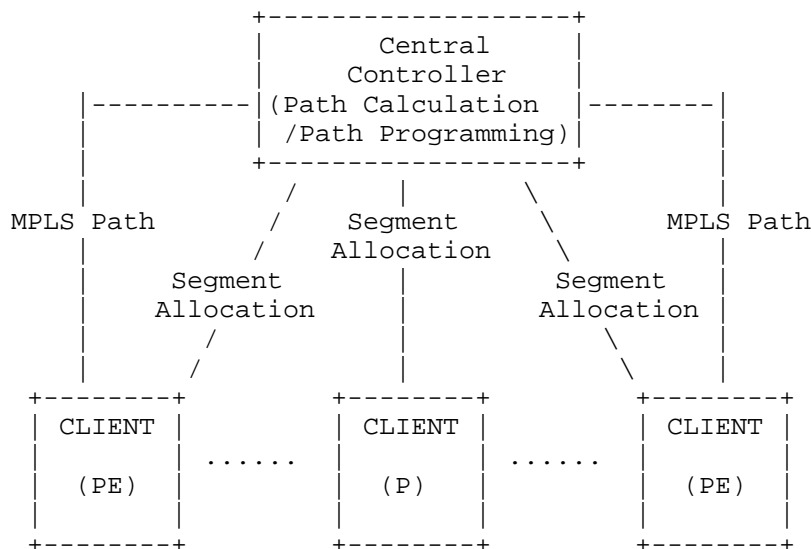 Central
Controller
(Path Calculation
/Path Programming)
MPLS Path
Segment
Allocation
MPLS Path
Segment
Allocation
Segment
Allocation
CLIENT
CLIENT
CLIENT
......
......
(PE)
(P)
(PE)